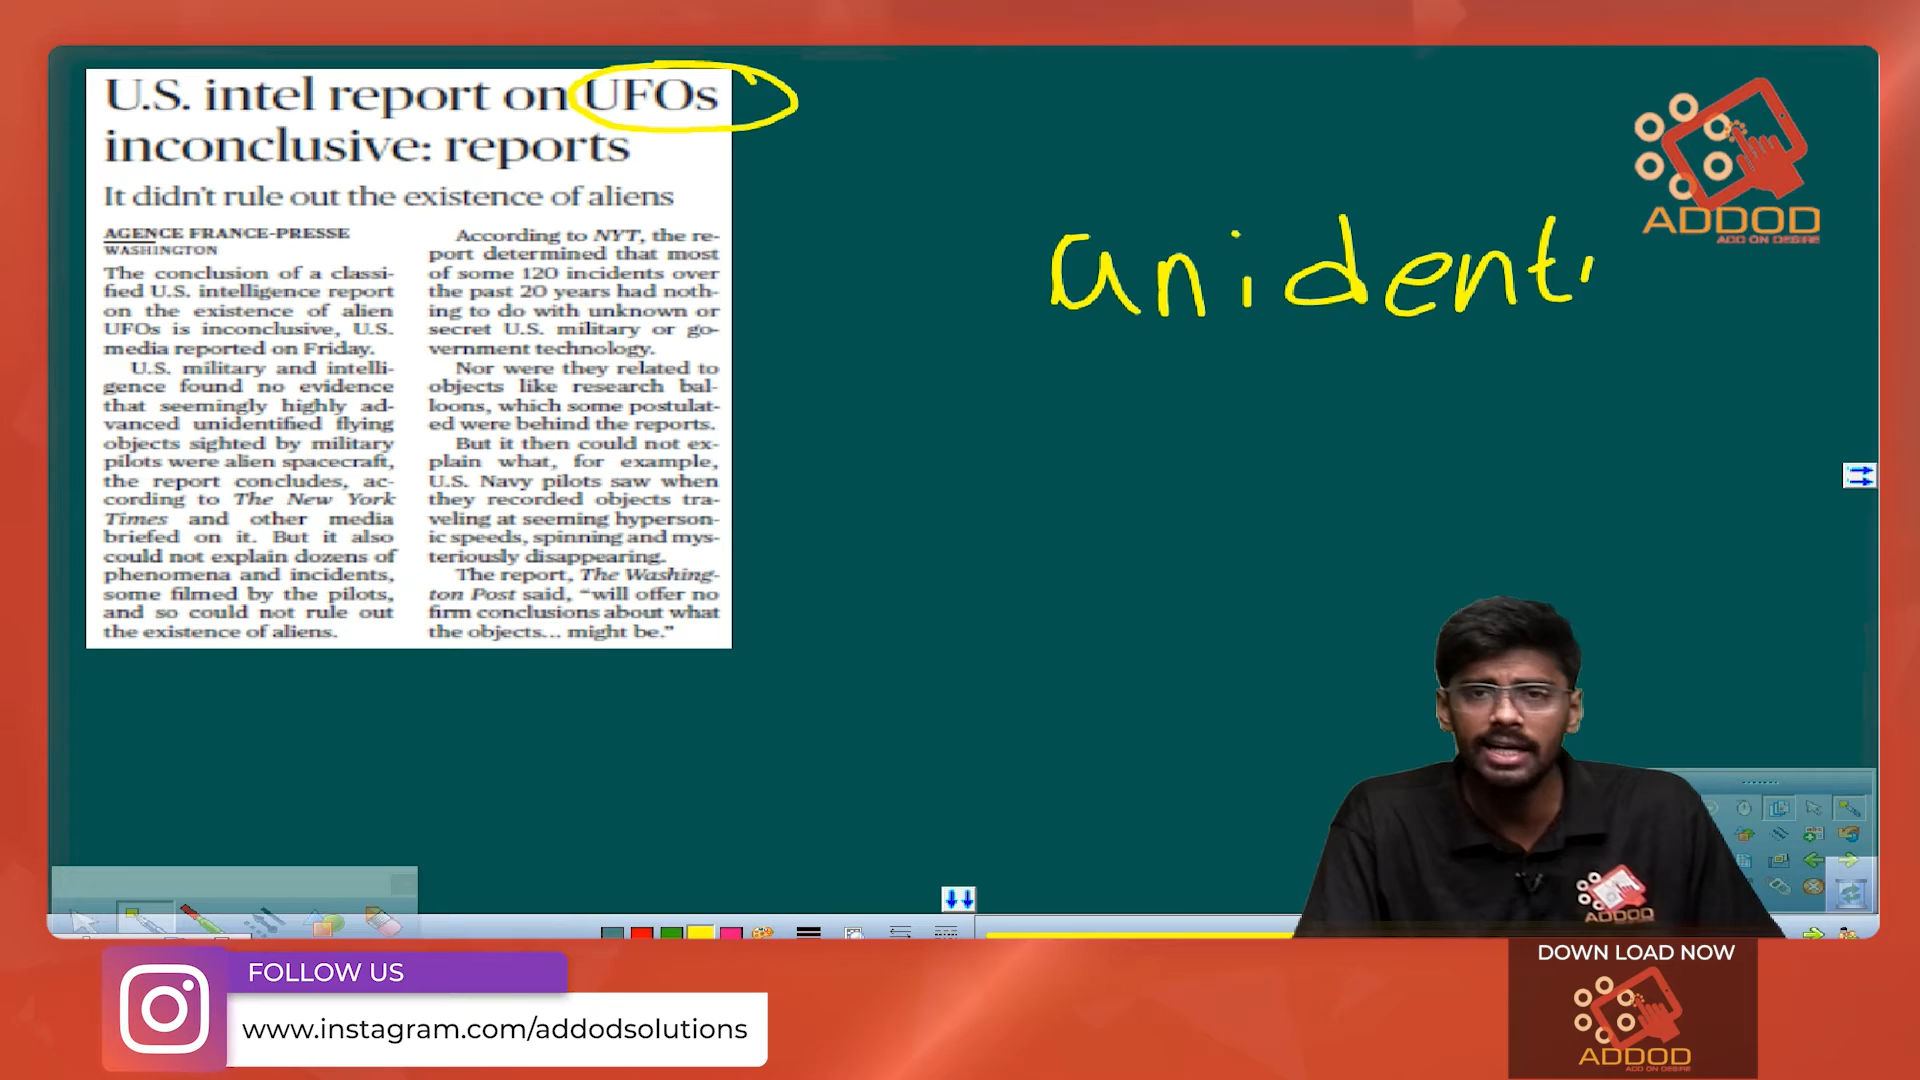 U.S. intel report on UFOs
inconclusive: reports
It didn't rule out the existence of aliens
AGENCE FRANCE-PRESSE
WASHINGTON
The conclusion of a classi-
fied U.S. intelligence report
on the existence of alien
UFOs is inconclusive, U.S.
media reported on Friday.
U.S. military and intelli-
gence found no evidence
that seemingly highly ad-
vanced unidentified flying
objects sighted by military
pilots were alien spacecraft,
the report concludes, ac-
cording to The New York
Times and other media
briefed on it. But it also
could not explain dozens of
phenomena and incidents,
some filmed by the pilots,
and so could not rule out
the existence of aliens.
According to NYT, the re-
port determined that most
of some 120 incidents over
the past 20 years had noth-
ing to do with unknown or
secret U.S. military or go-
vernment technology.
Nor were they related to
objects like research bal-
loons, which some postulat-
ed were behind the reports.
But it then could not ex-
plain what, for example,
U.S. Navy pilots saw when
they recorded objects tra-
veling at seeming hyperson-
ic speeds, spinning and mys-
teriously disappearing.
The report, The Washing-
ton Post said, "will offer no
firm conclusions about what
the objects... might be."
unident
ADDOD
ADD ON DESIRE
ADDOD
FOLLOW US
www.instagram.com/addodsolutions
DOWN LOAD NOW
ADDOD
ADD ON DESIRE